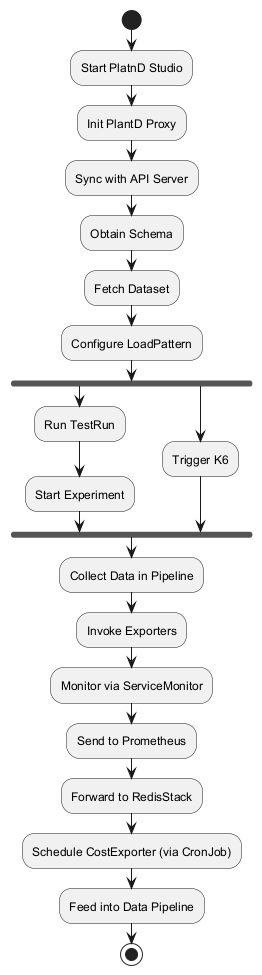 Start PlatnD Studio
Init PlantD Proxy
Sync with API Server
Obtain Schema
Fetch Dataset
Configure LoadPattern
Run TestRun
Trigger K6
Start Experiment
Collect Data in Pipeline
Invoke Exporters
Monitor via ServiceMonitor
Send to Prometheus
Forward to RedisStack
Schedule CostExporter (via CronJob)
Feed into Data Pipeline